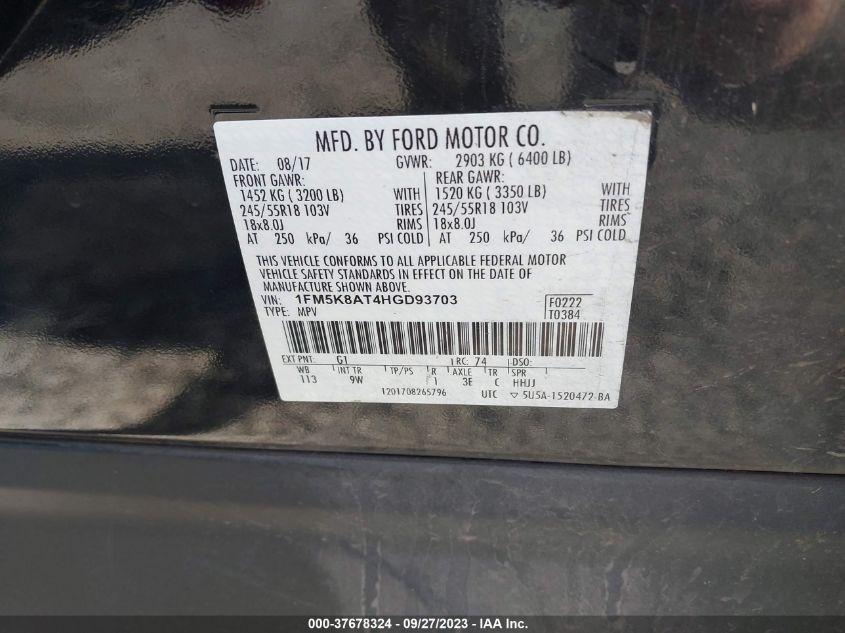 MFD. BY FORD MOTOR CO.
DATE: 08/17 GVWR: 2903 KG ( 6400 LB)
FRONT GAWR: REAR GAWR:
1452 KG ( 3200 LB) WITH 1520 KG ( 3350 LB) WITH
245/55R18 103V TIRES 245/55R18 103V TIRES
18x8.0J RIMS 18x8.0J RIMS
AT 250 kPa/ 36 PSI COLD AT 250 kPa/ 36 PSI COLD
THIS VEHICLE CONFORMS TO ALL APPLICABLE FEDERAL MOTOR
VEHICLE SAFETY STANDARDS IN EFFECT ON THE DATE OF
MANUFACTURE SHOWN ABOVE.
VIN: 1FM5K8AT4HGD93703 F0222
TYPE: MPV T0384
EXT PNT: G1 RC: 74 DSO:
WB INT TR TP/PS R AXLE TR SPR
113 9W 1 3E C HHJJ
1201708265796 UTC ▽ 5U5A-1520472-BA
000-37678324 - 09/27/2023 - IAA Inc.